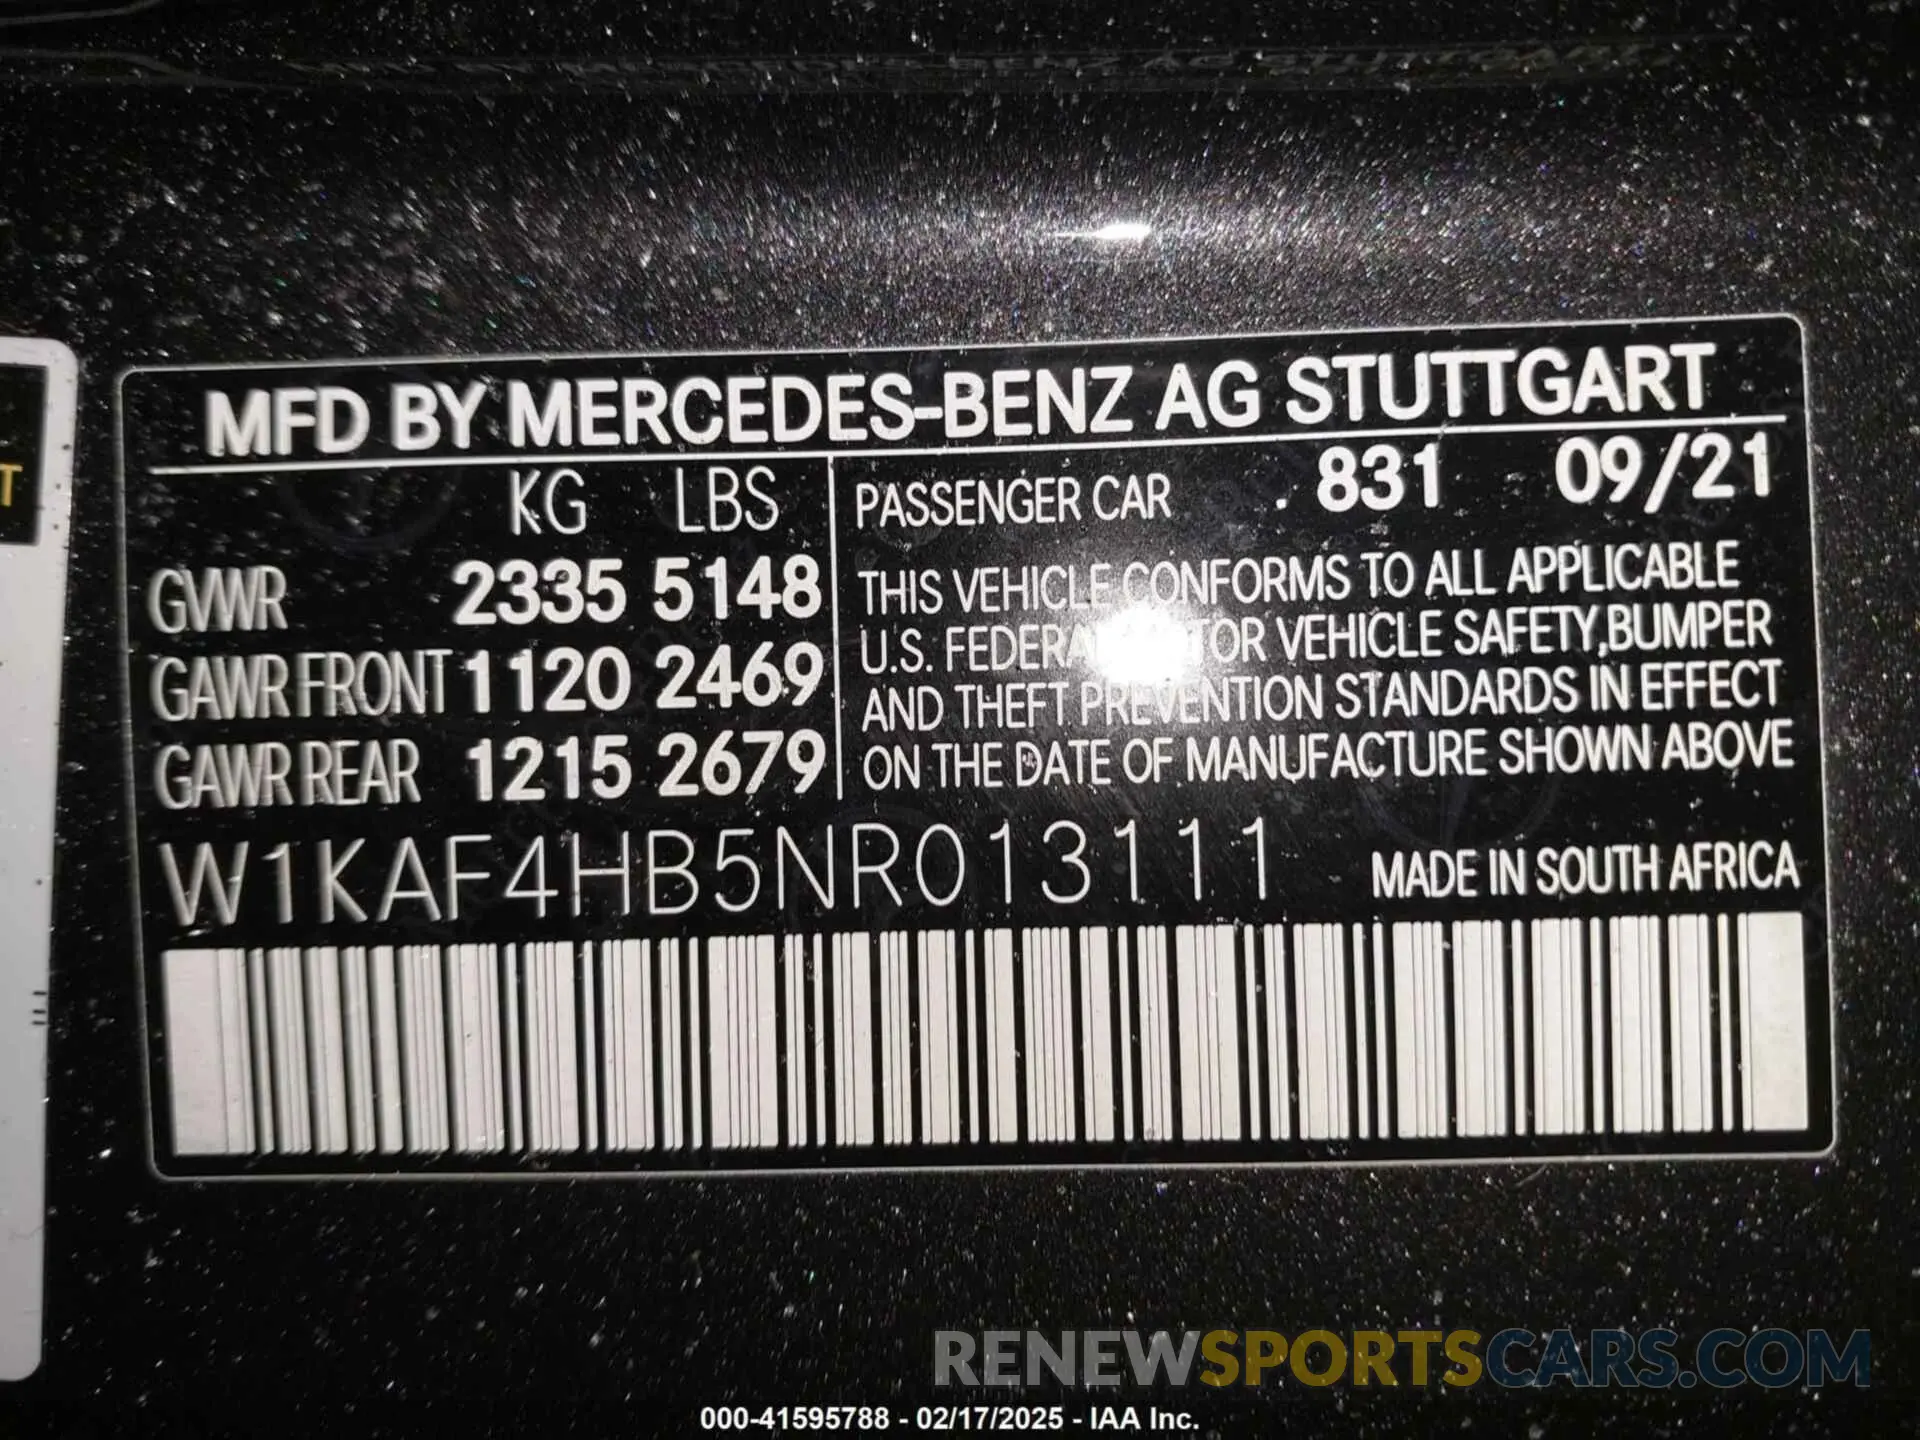 MFD BY MERCEDES-BENZ AG STUTTGART
KG LBS
GVWR 2335 5148
GAWR FRONT 1120 2469
GAWR REAR 1215 2679
PASSENGER CAR . 831 09/21
THIS VEHICLE CONFORMS TO ALL APPLICABLE
U.S. FEDERAL TOR VEHICLE SAFETY,BUMPER
AND THEFT PREVENTION STANDARDS IN EFFECT
ON THE DATE OF MANUFACTURE SHOWN ABOVE
W1KAF4HB5NR013111 MADE IN SOUTH AFRICA
T
RENEWSPORTSCARS.COM
000-41595788 - 02/17/2025 - IAA Inc.